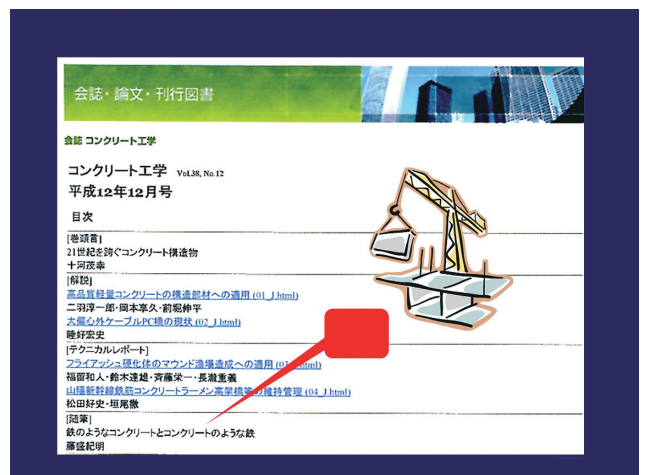 会誌・論文・刊行図書
会誌 コンクリート工学
コンクリート工学 Vol.38, No.12
平成12年12月号
目次
[巻頭言]
21世紀を跨ぐコンクリート構造物
十河茂幸
[解説]
高品質軽量コンクリートの構造部材への適用 (01_J.html)
二羽淳一郎・岡本享久・前堀伸平
大偏心外ケーブルPC橋の現状 (02_J.html)
睦好宏史
[テクニカルレポート]
フライアッシュ硬化体のマウンド漁場造成への適用 (03_J.html)
福留和人・鈴木達雄・齊藤栄一・長瀧重義
山陽新幹線鉄筋コンクリートラーメン高架橋等の維持管理 (04_J.html)
松田好史・垣尾徹
[随筆]
鉄のようなコンクリートとコンクリートのような鉄
藤盛紀明